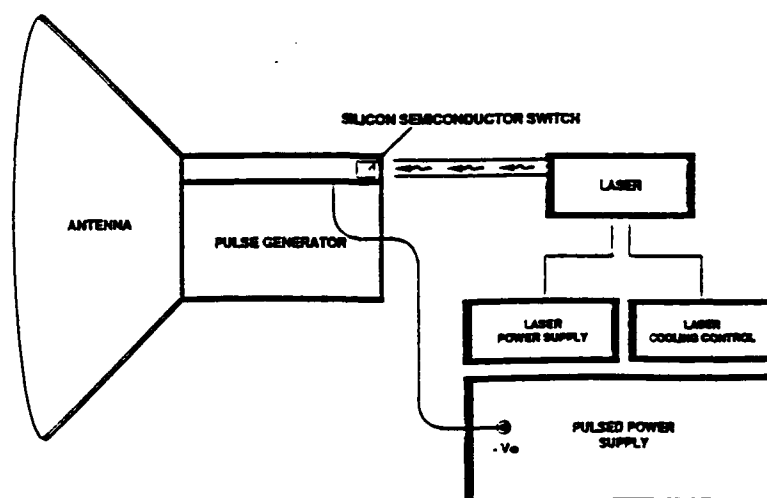 SILICON SEMICONDUCTOR SWITCH
LASER
ANTENNA
PULSE GENERATOR
LASER
POWER SUPPLY
LASER
COOLING CONTROL
PULSED POWER
SUPPLY
- Vo